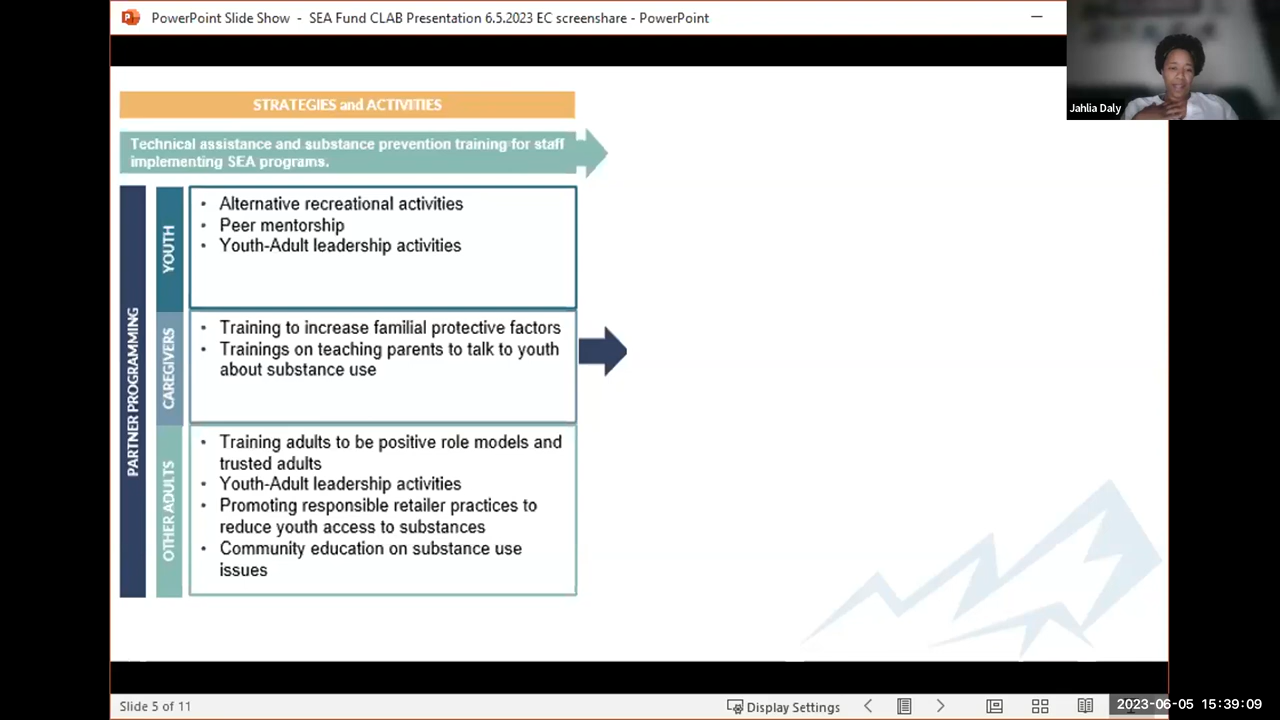 PowerPoint Slide Show - SEA Fund CLAB Presentation 6.5.2023 EC screenshare - PowerPoint
Jahlia Daly
STRATEGIES and ACTIVITIES
Technical assistance and substance prevention training for staff
implementing SEA programs.
PARTNER PROGRAMMING
YOUTH
• Alternative recreational activities
• Peer mentorship
• Youth-Adult leadership activities
CAREGIVERS
• Training to increase familial protective factors
• Trainings on teaching parents to talk to youth
about substance use
OTHER ADULTS
• Training adults to be positive role models and
trusted adults
• Youth-Adult leadership activities
• Promoting responsible retailer practices to
reduce youth access to substances
• Community education on substance use
issues
Slide 5 of 11
Display Settings
2023-06-05 15:39:09